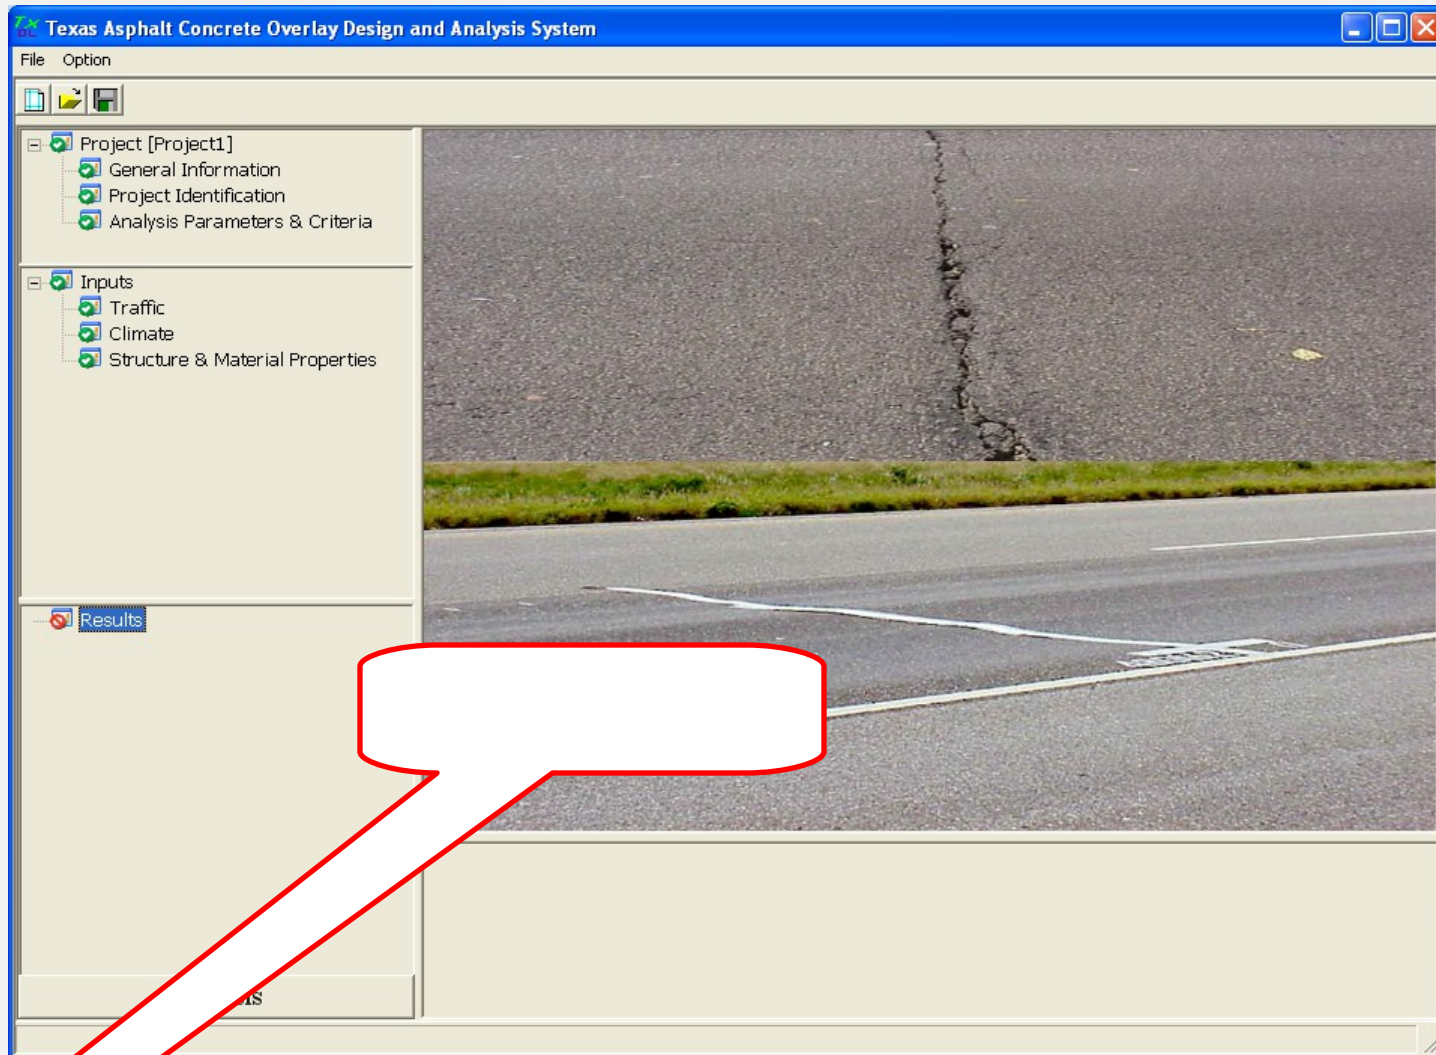 Texas Asphalt Concrete Overlay Design and Analysis System
File Option
Project [Project1]
General Information
Project Identification
Analysis Parameters & Criteria
Inputs
Traffic
Climate
Structure & Material Properties
Results